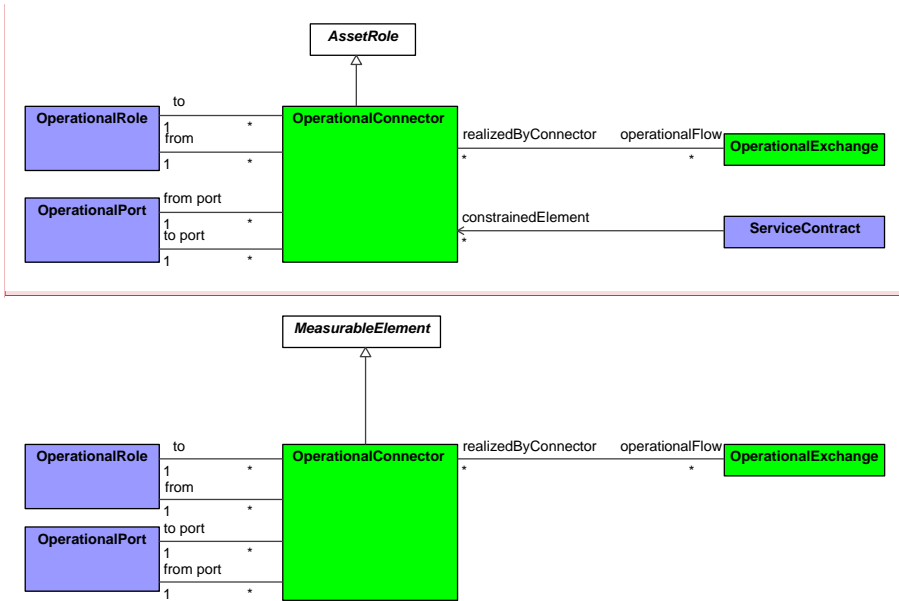 AssetRole
to
OperationalRole
OperationalConnector
1
*
from
realizedByConnector
operationalFlow
OperationalExchange
1
*
*
*
from port
OperationalPort
1
*
constrainedElement
ServiceContract
to port
*
1
*
MeasurableElement
to
OperationalRole
OperationalConnector
realizedByConnector
operationalFlow
OperationalExchange
1
*
*
*
from
1
*
to port
OperationalPort
1
*
from port
1
*